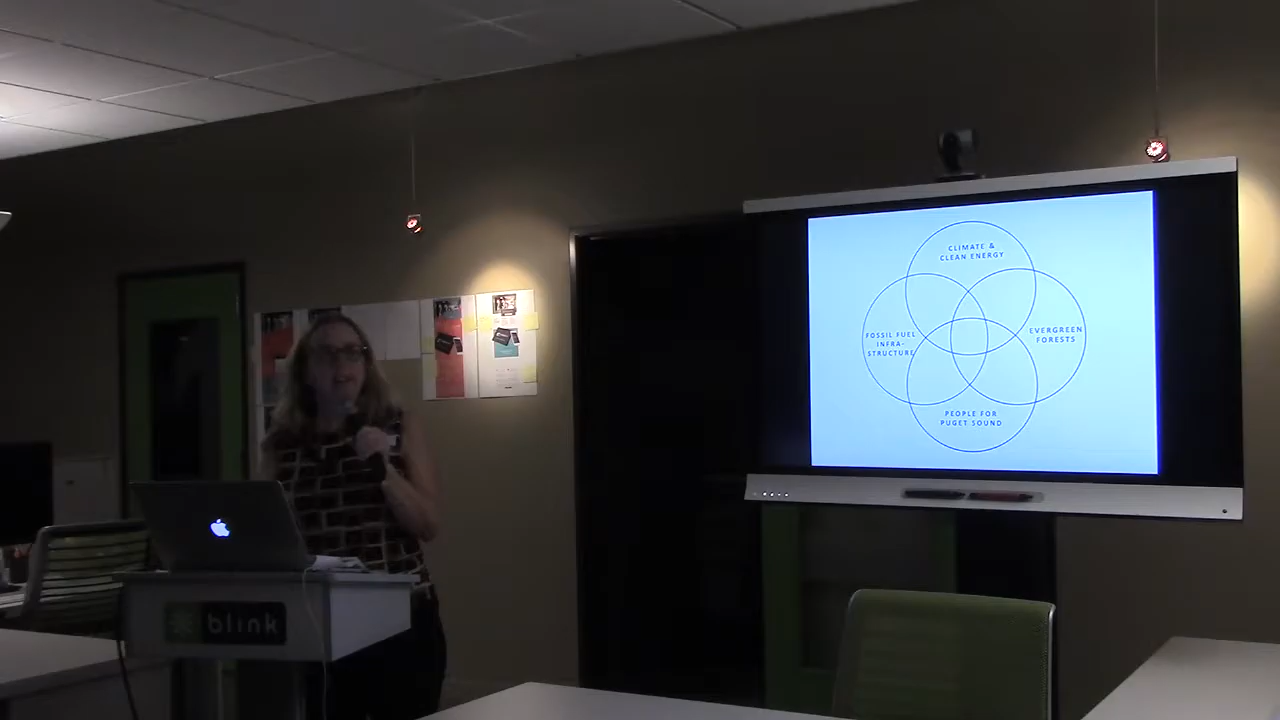 CLIMATE &
CLEAN ENERGY
FOSSIL FUEL
INFRA-
STRUCTURE
EVERGREEN
FORESTS
PEOPLE FOR
PUGET SOUND
blink